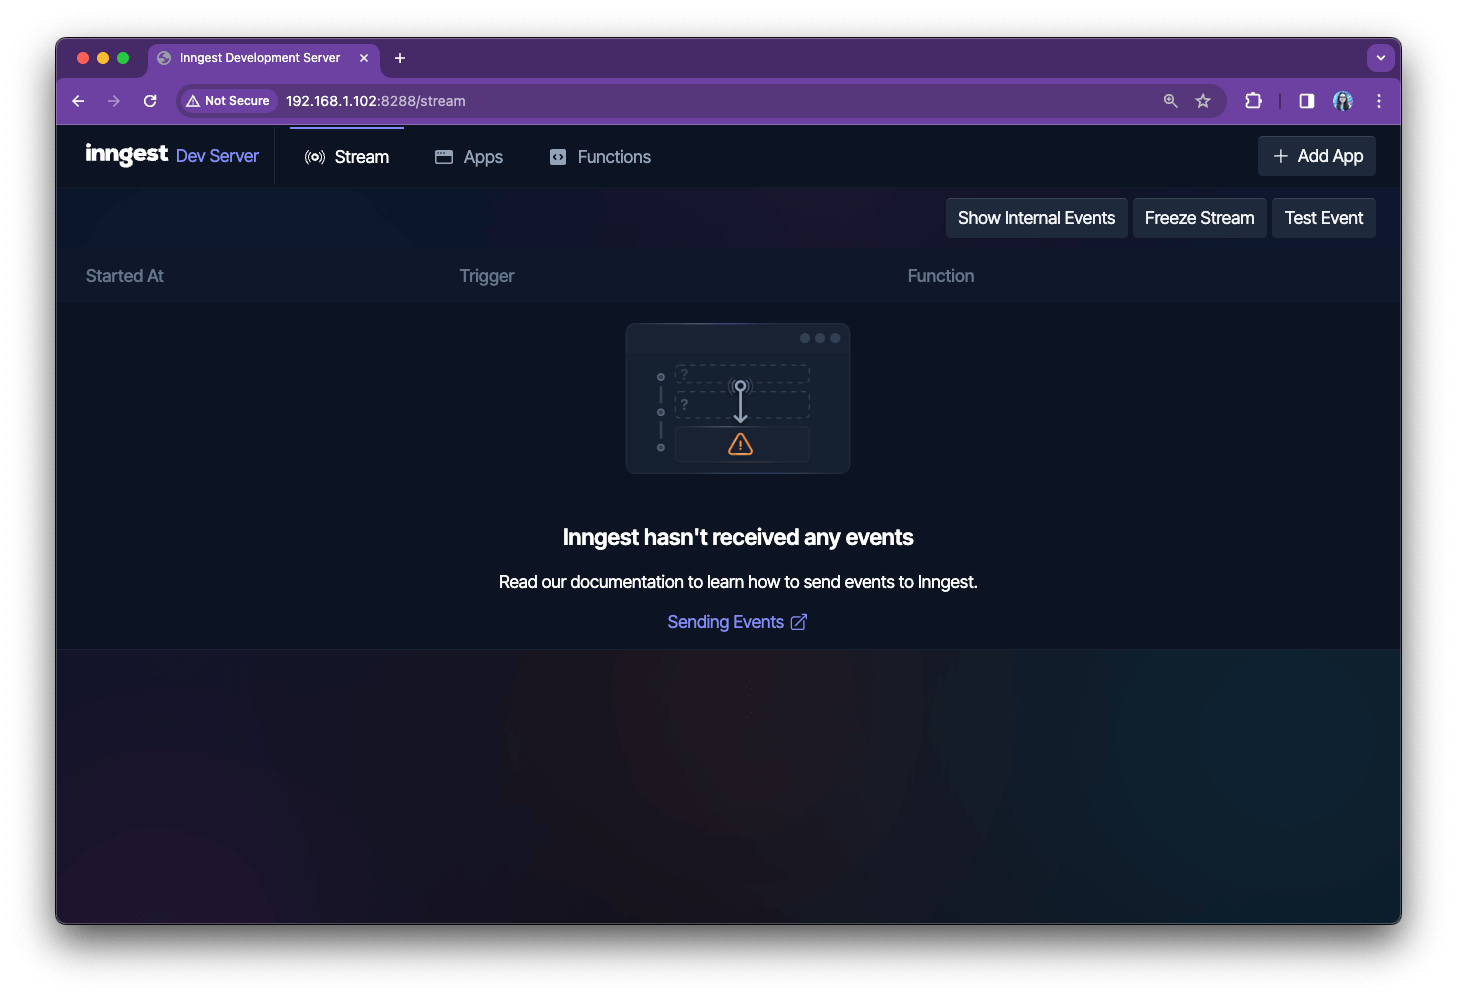 Inngest Development Server
Not Secure 192.168.1.102:8288/stream
inngest Dev Server Stream Apps Functions + Add App
Show Internal Events Freeze Stream Test Event
Started At Trigger Function
?
?
Inngest hasn't received any events
Read our documentation to learn how to send events to Inngest.
Sending Events